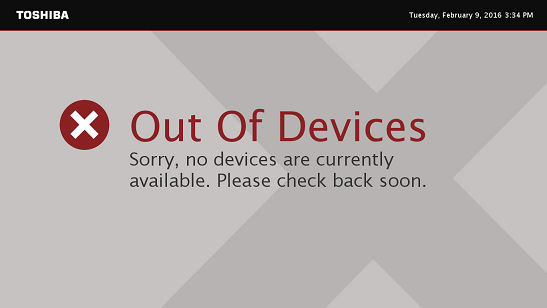 TOSHIBA
Tuesday, February 9, 2016 3:34 PM
Out Of Devices
Sorry, no devices are currently
available. Please check back soon.